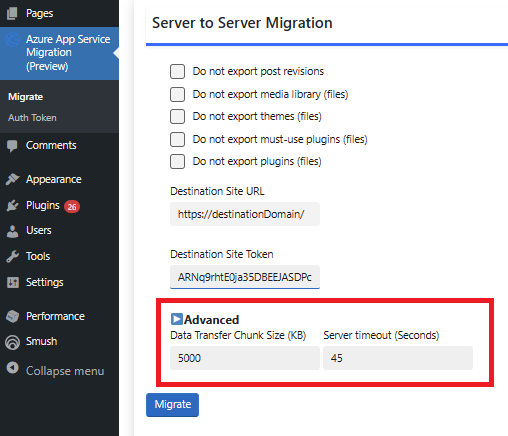 Pages
Azure App Service
Migration
(Preview)
Migrate
Auth Token
Comments
Appearance
Plugins 26
Users
Tools
Settings
Performance
Smush
Collapse menu
Server to Server Migration
Do not export post revisions
Do not export media library (files)
Do not export themes (files)
Do not export must-use plugins (files)
Do not export plugins (files)
Destination Site URL
https://destinationDomain/
Destination Site Token
ARNq9rhtE0ja35DBEEJASDPc
Advanced
Data Transfer Chunk Size (KB) Server timeout (Seconds)
5000 45
Migrate